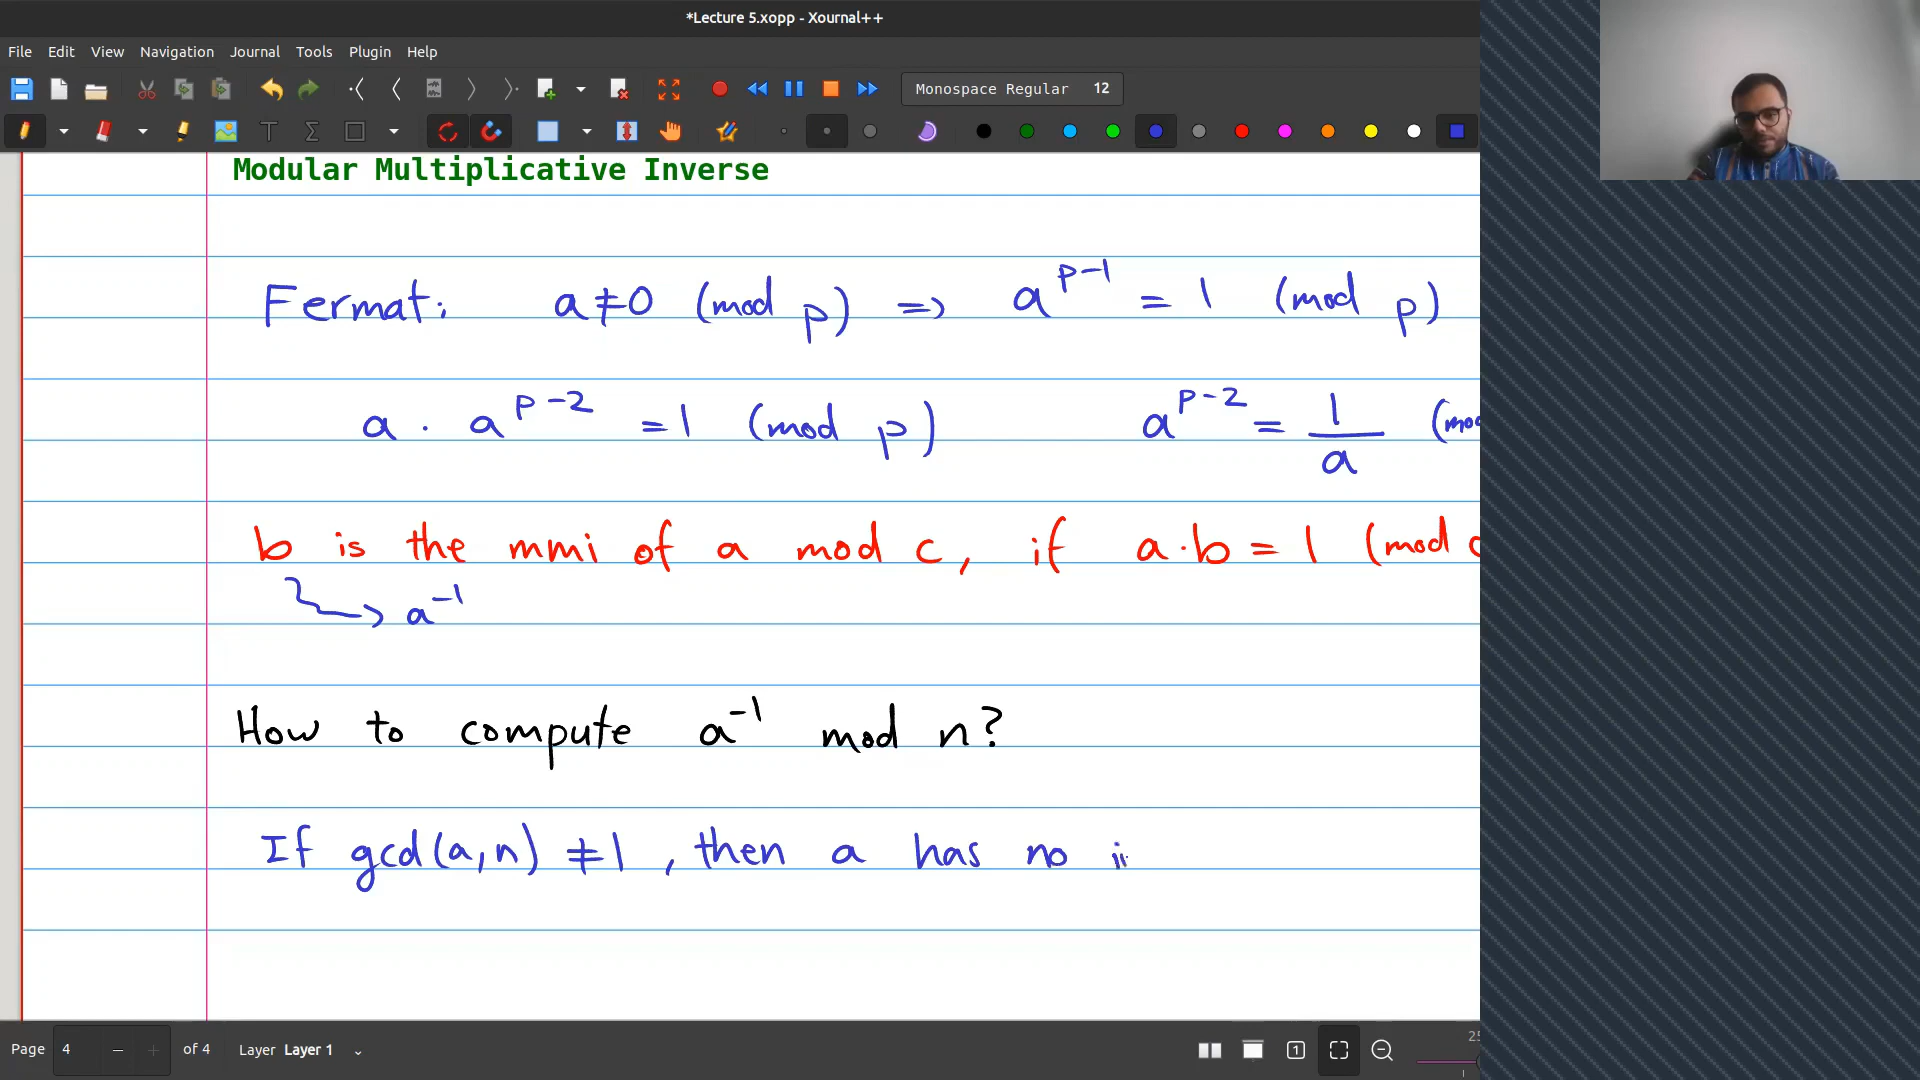 *Lecture 5.xopp - Xournal++
File Edit View Navigation Journal Tools Plugin Help
Monospace Regular 12
Modular Multiplicative Inverse
Fermat: a≠0 (mod p) => a^{p-1} = 1 (mod p)
a · a^{p-2} = 1 (mod p) a^{p-2} = 1/a (mod
b is the mmi of a mod c, if a·b = 1 (mod c
→ a^{-1}
How to compute a^{-1} mod n?
If gcd(a,n) ≠ 1, then a has no
Page 4 of 4 Layer Layer 1